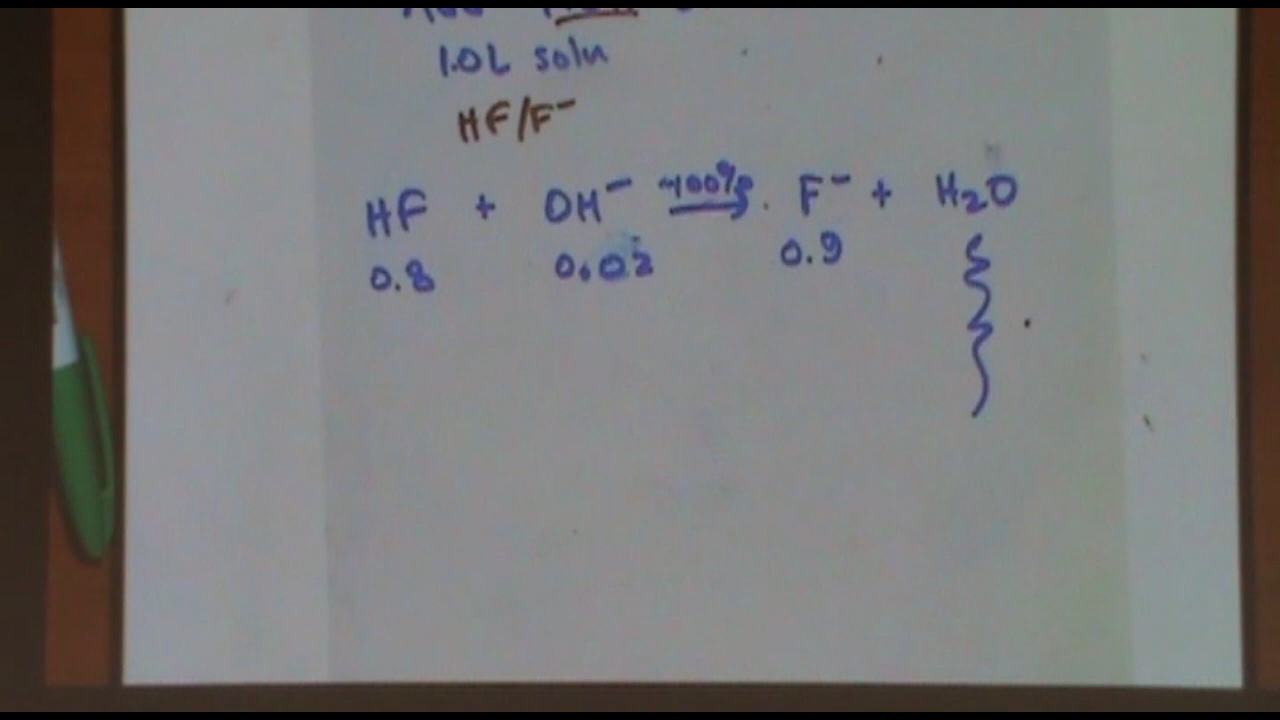 1.0L soln
HF/F⁻
HF + OH⁻ ~100% → F⁻ + H₂O
0.8 0.02 0.9